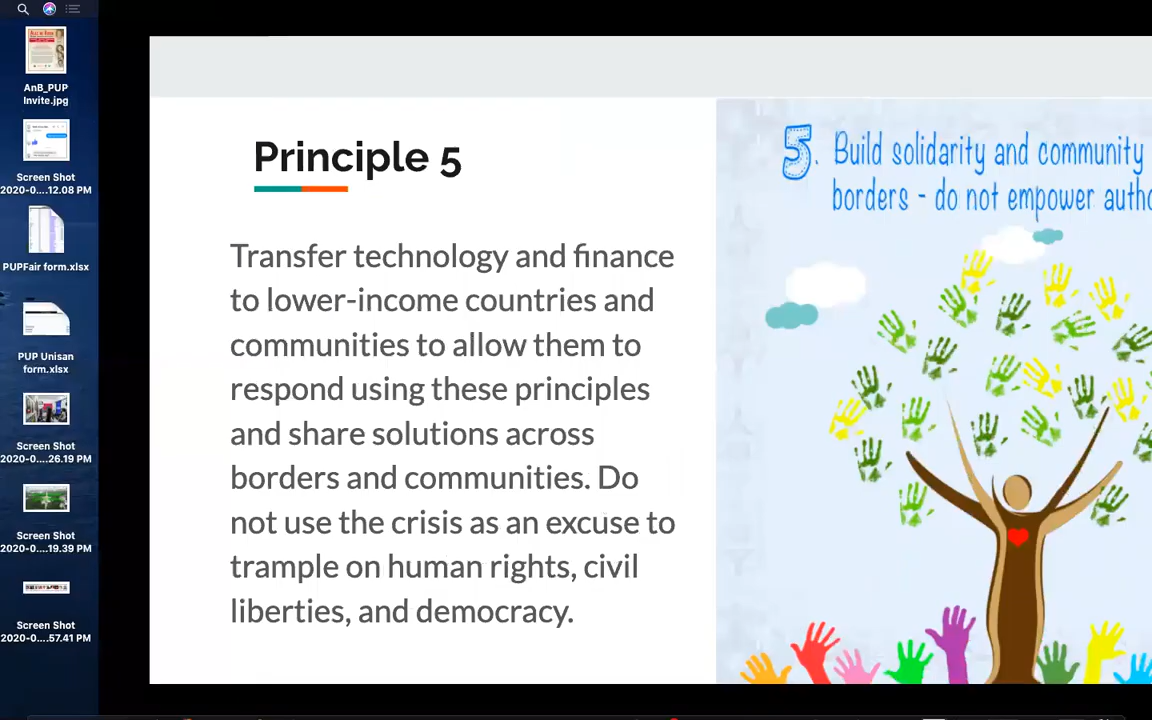 AnB_PUP
Invite.jpg
Screen Shot
2020-0....12.08 PM
PUPFair form.xlsx
PUP Unisan
form.xlsx
Screen Shot
2020-0....26.19 PM
Screen Shot
2020-0....19.39 PM
Screen Shot
2020-0....57.41 PM
Principle 5
Transfer technology and finance
to lower-income countries and
communities to allow them to
respond using these principles
and share solutions across
borders and communities. Do
not use the crisis as an excuse to
trample on human rights, civil
liberties, and democracy.
5. Build solidarity and community
borders - do not empower autho